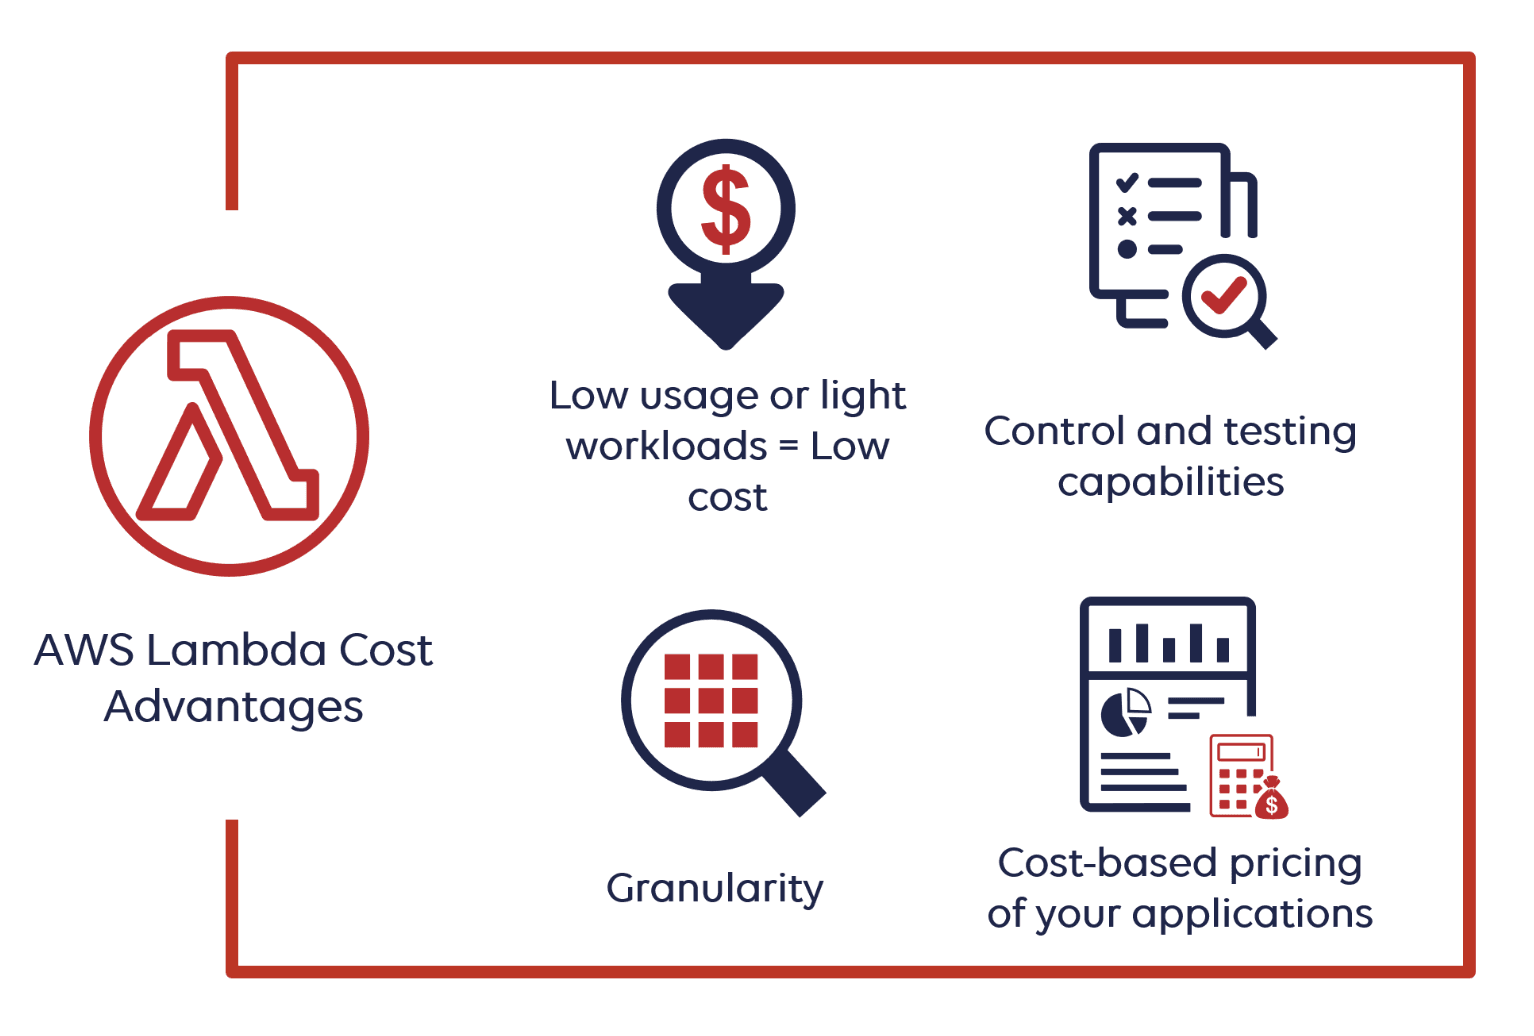 AWS Lambda Cost
Advantages
$
Low usage or light
workloads = Low
cost
Control and testing
capabilities
Granularity
$
Cost-based pricing
of your applications